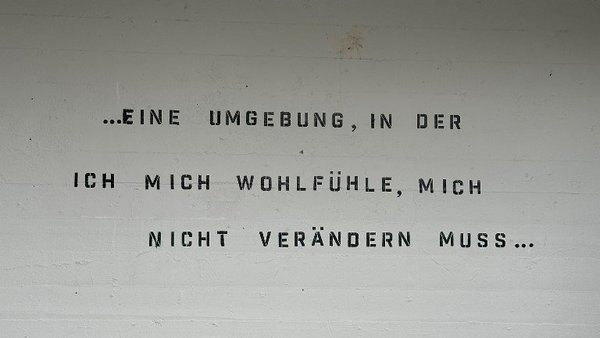 ...EINE UMGEBUNG, IN DER
ICH MICH WOHLFÜHLE, MICH
NICHT VERÄNDERN MUSS...